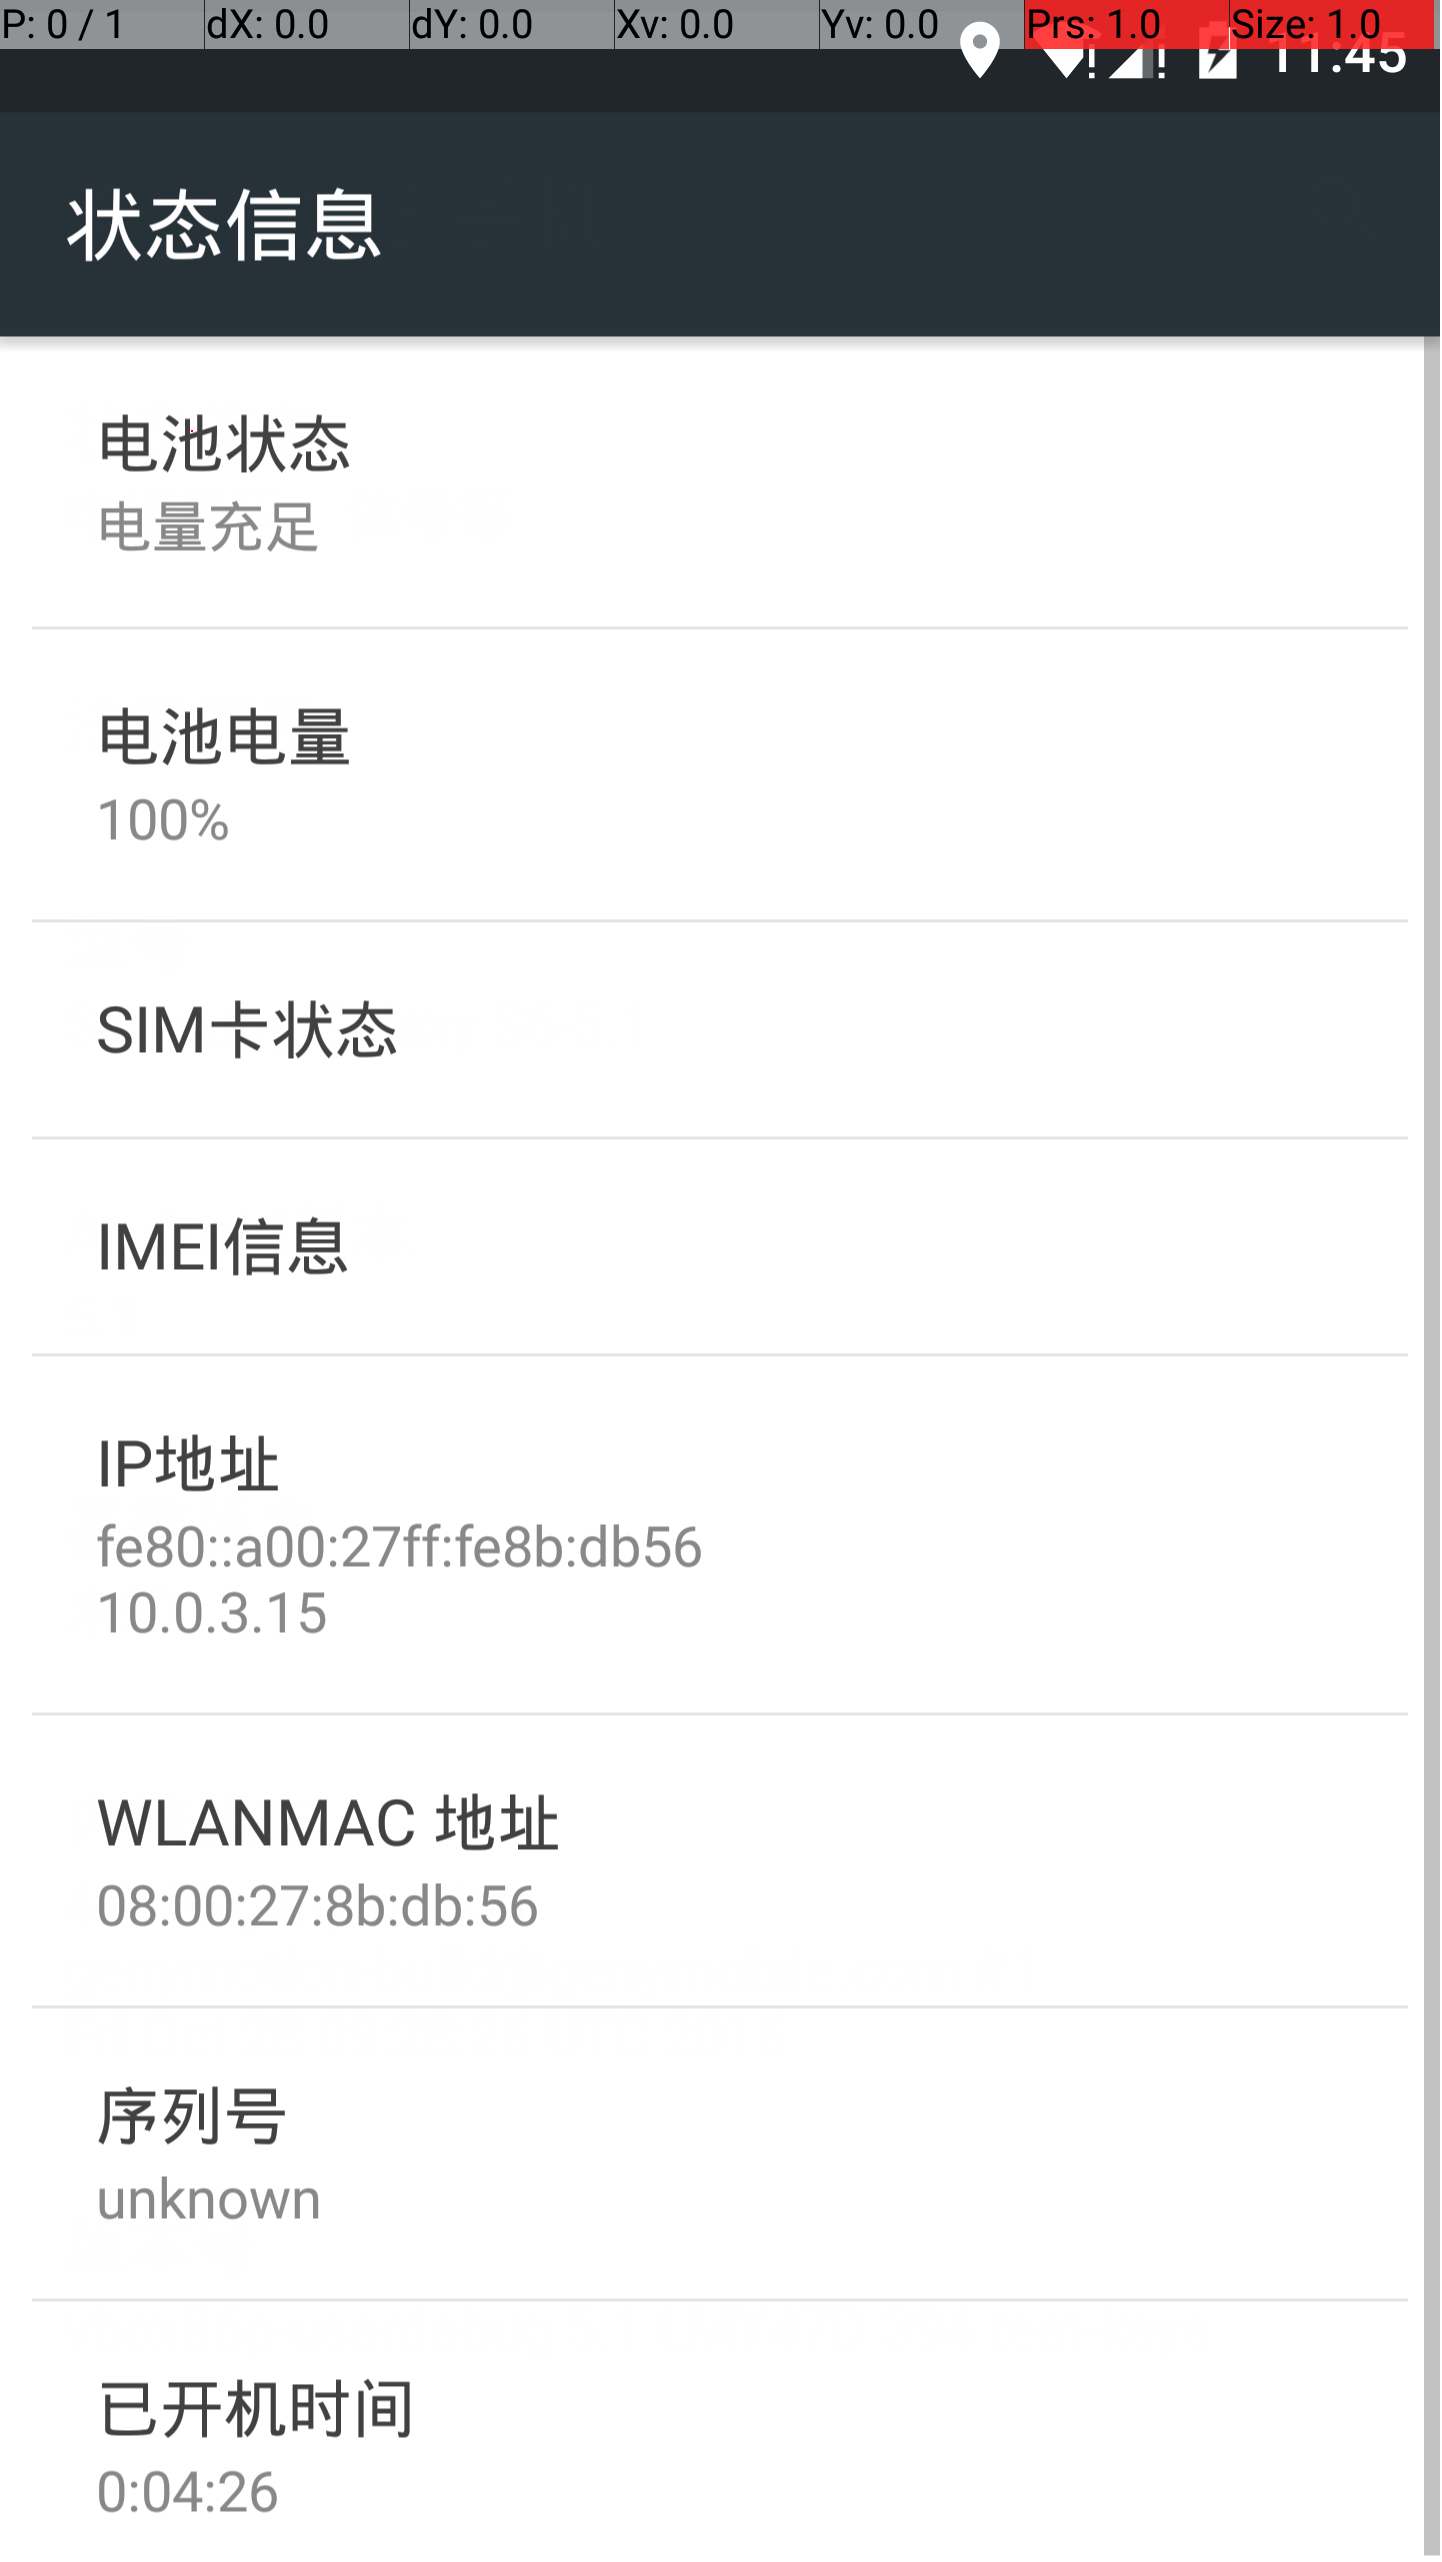 P: 0 / 1 dX: 0.0 dY: 0.0 Xv: 0.0 Yv: 0.0 Prs: 1.0 Size: 1.0
11:45
状态信息
电池状态
电量充足
电池电量
100%
SIM卡状态
IMEI信息
IP地址
fe80::a00:27ff:fe8b:db56
10.0.3.15
WLANMAC 地址
08:00:27:8b:db:56
序列号
unknown
已开机时间
0:04:26